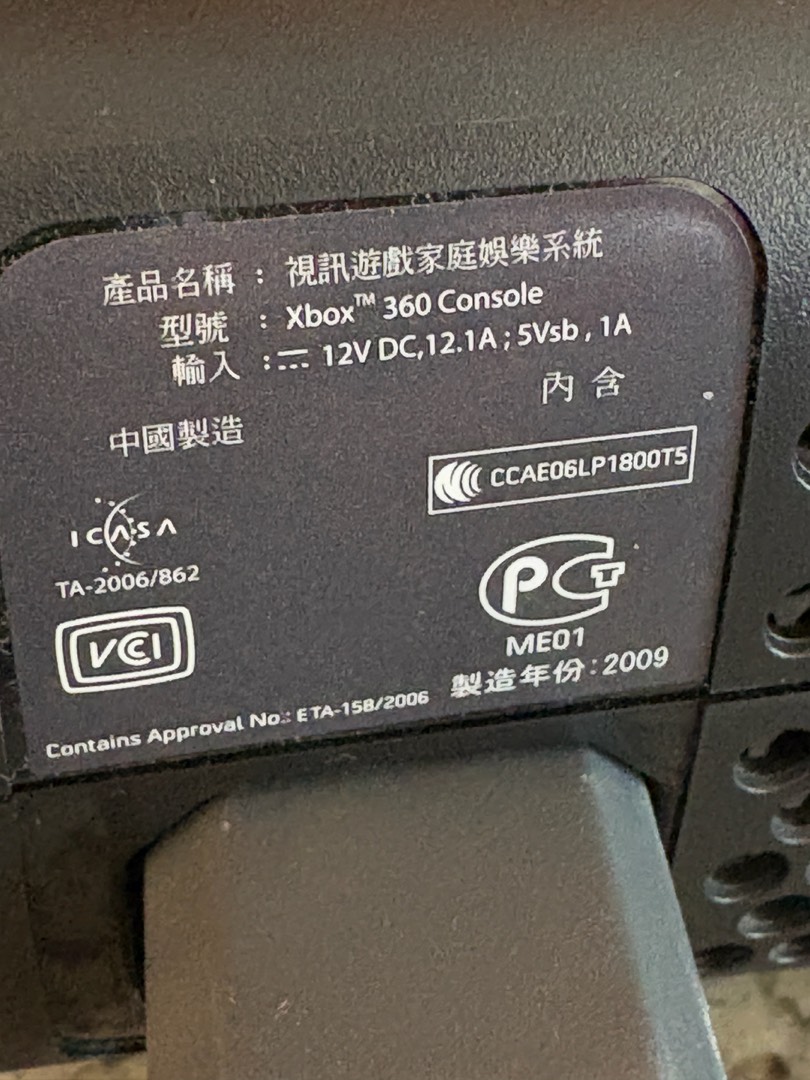 產品名稱 : 視訊遊戲家庭娛樂系統
型號 : Xbox™ 360 Console
輸入 : ⎓ 12V DC,12.1A ; 5Vsb , 1A
內 含
中國製造
CCAE06LP1800T5
ICASA
TA-2006/862
PCT
ME01
VCCI
製造年份:2009
Contains Approval No.: ETA-158/2006